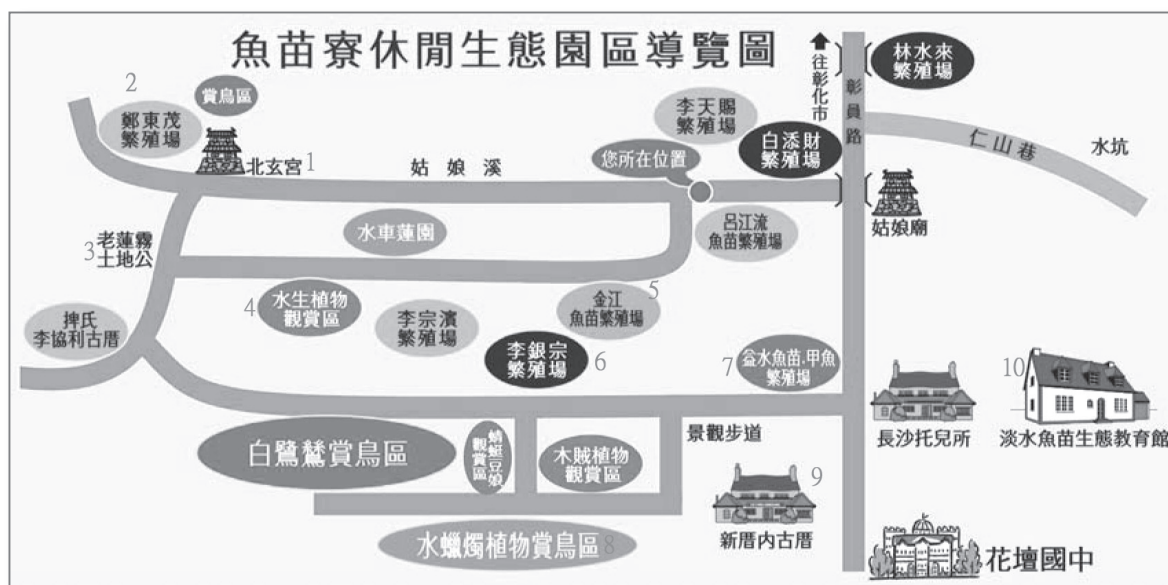 魚苗寮休閒生態園區導覽圖
往彰化市
彰員路
林水來
繁殖場
2
鄭東茂
繁殖場
賞鳥區
李天賜
繁殖場
白添財
繁殖場
仁山巷
水坑
北玄宮
1
姑娘溪
您所在位置
姑娘廟
水車蓮園
呂江流
魚苗繁殖場
3
老蓮霧
土地公
4
水生植物
觀賞區
李宗濱
繁殖場
金江
魚苗繁殖場
5
捭氏
李協利古厝
李銀宗
繁殖場
6
7
益水魚苗.甲魚
繁殖場
10
長沙托兒所
淡水魚苗生態教育館
白鷺鷥賞鳥區
蜻蜓豆娘
觀賞區
木賊植物
觀賞區
景觀步道
9
新厝內古厝
水蠟燭植物賞鳥區
8
花壇國中